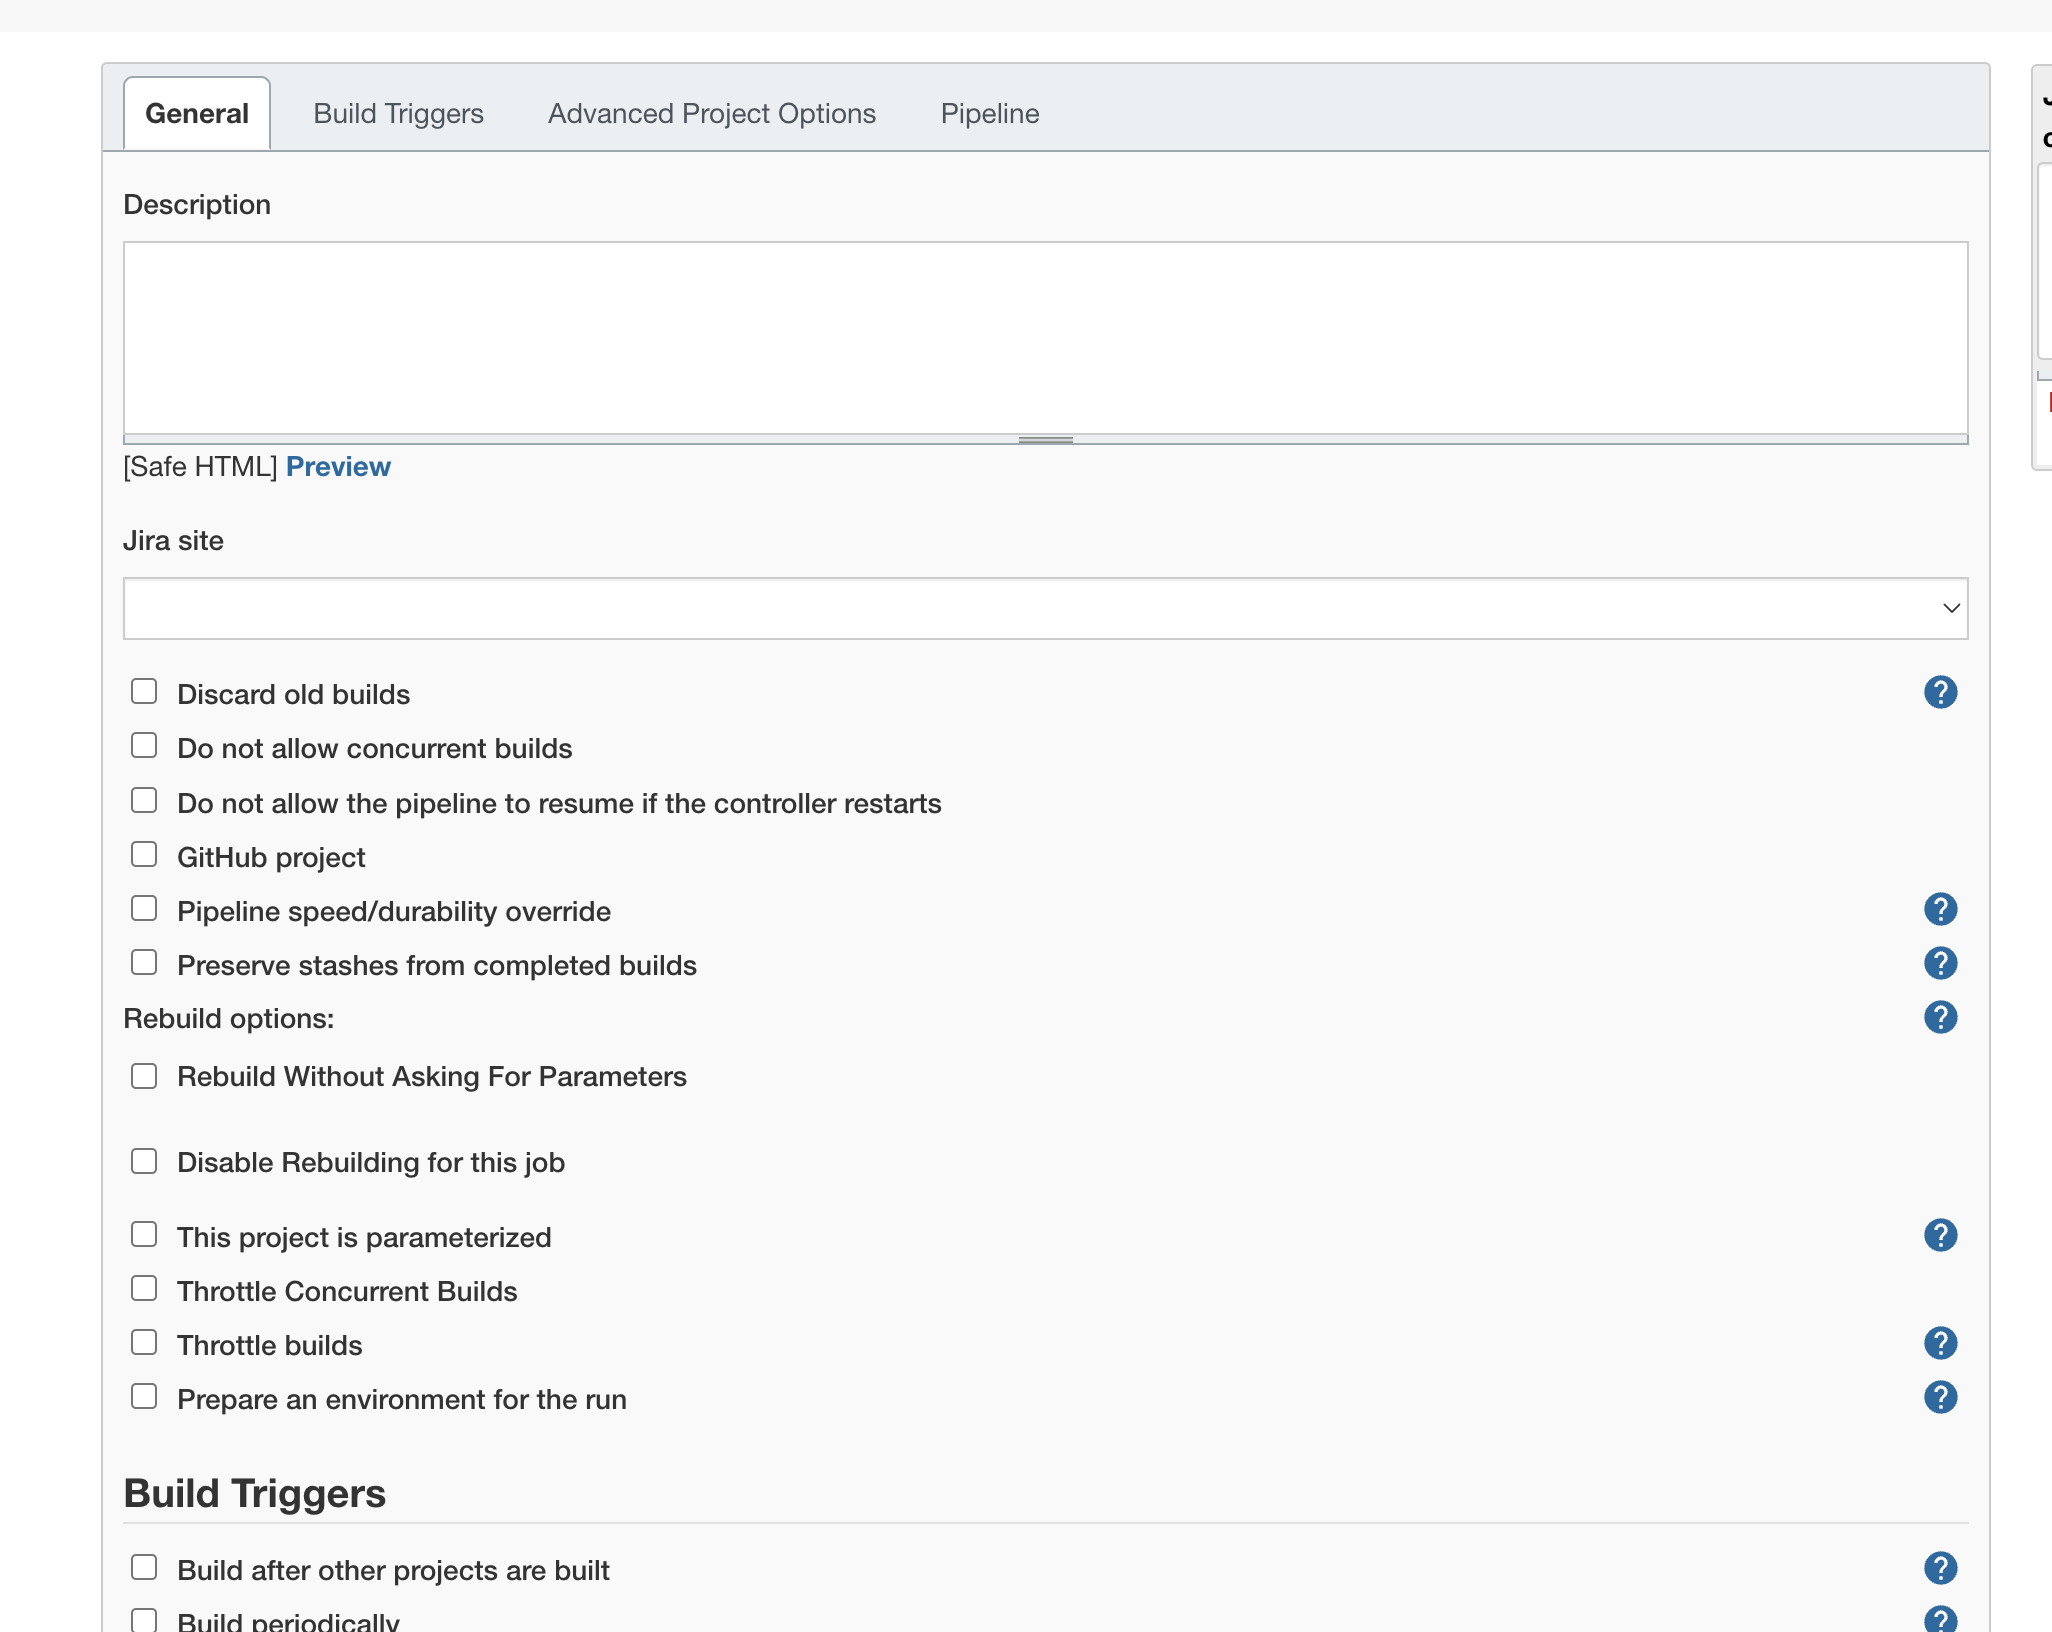 General Build Triggers Advanced Project Options Pipeline
Description
[Safe HTML] Preview
Jira site
Discard old builds
Do not allow concurrent builds
Do not allow the pipeline to resume if the controller restarts
GitHub project
Pipeline speed/durability override
Preserve stashes from completed builds
Rebuild options:
Rebuild Without Asking For Parameters
Disable Rebuilding for this job
This project is parameterized
Throttle Concurrent Builds
Throttle builds
Prepare an environment for the run
Build Triggers
Build after other projects are built
Build periodically